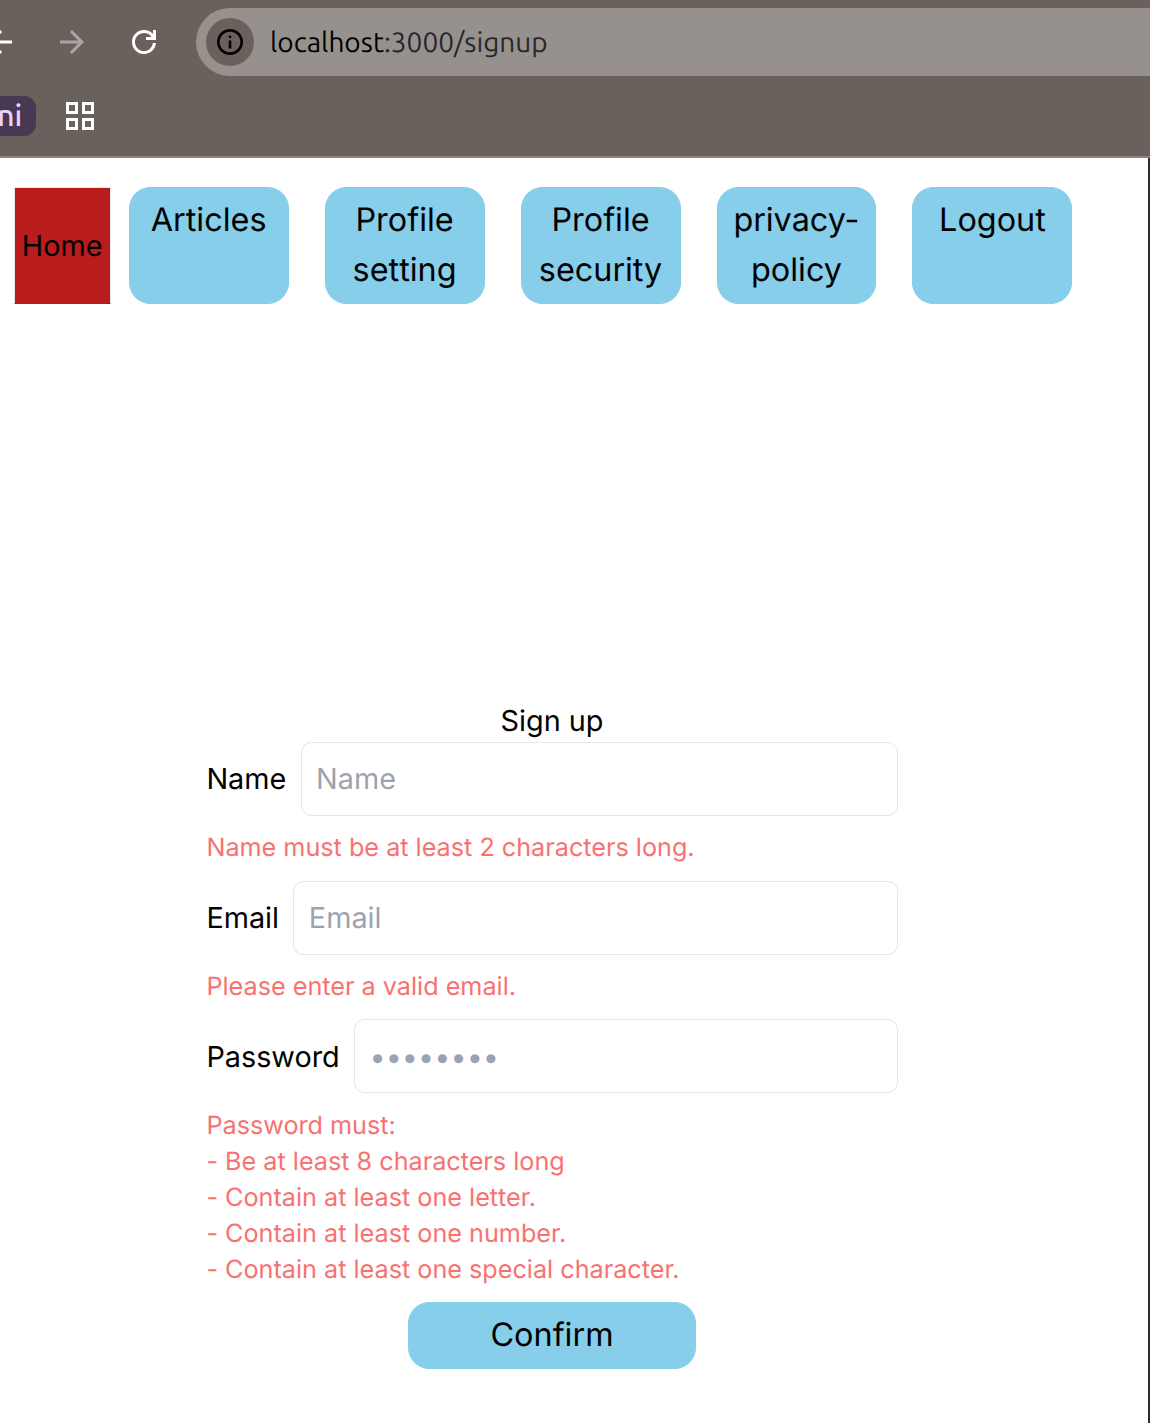 localhost:3000/signup
ni
Home
Articles
Profile
setting
Profile
security
privacy-
policy
Logout
Sign up
Name
Name
Name must be at least 2 characters long.
Email
Email
Please enter a valid email.
Password
••••••••
Password must:
- Be at least 8 characters long
- Contain at least one letter.
- Contain at least one number.
- Contain at least one special character.
Confirm